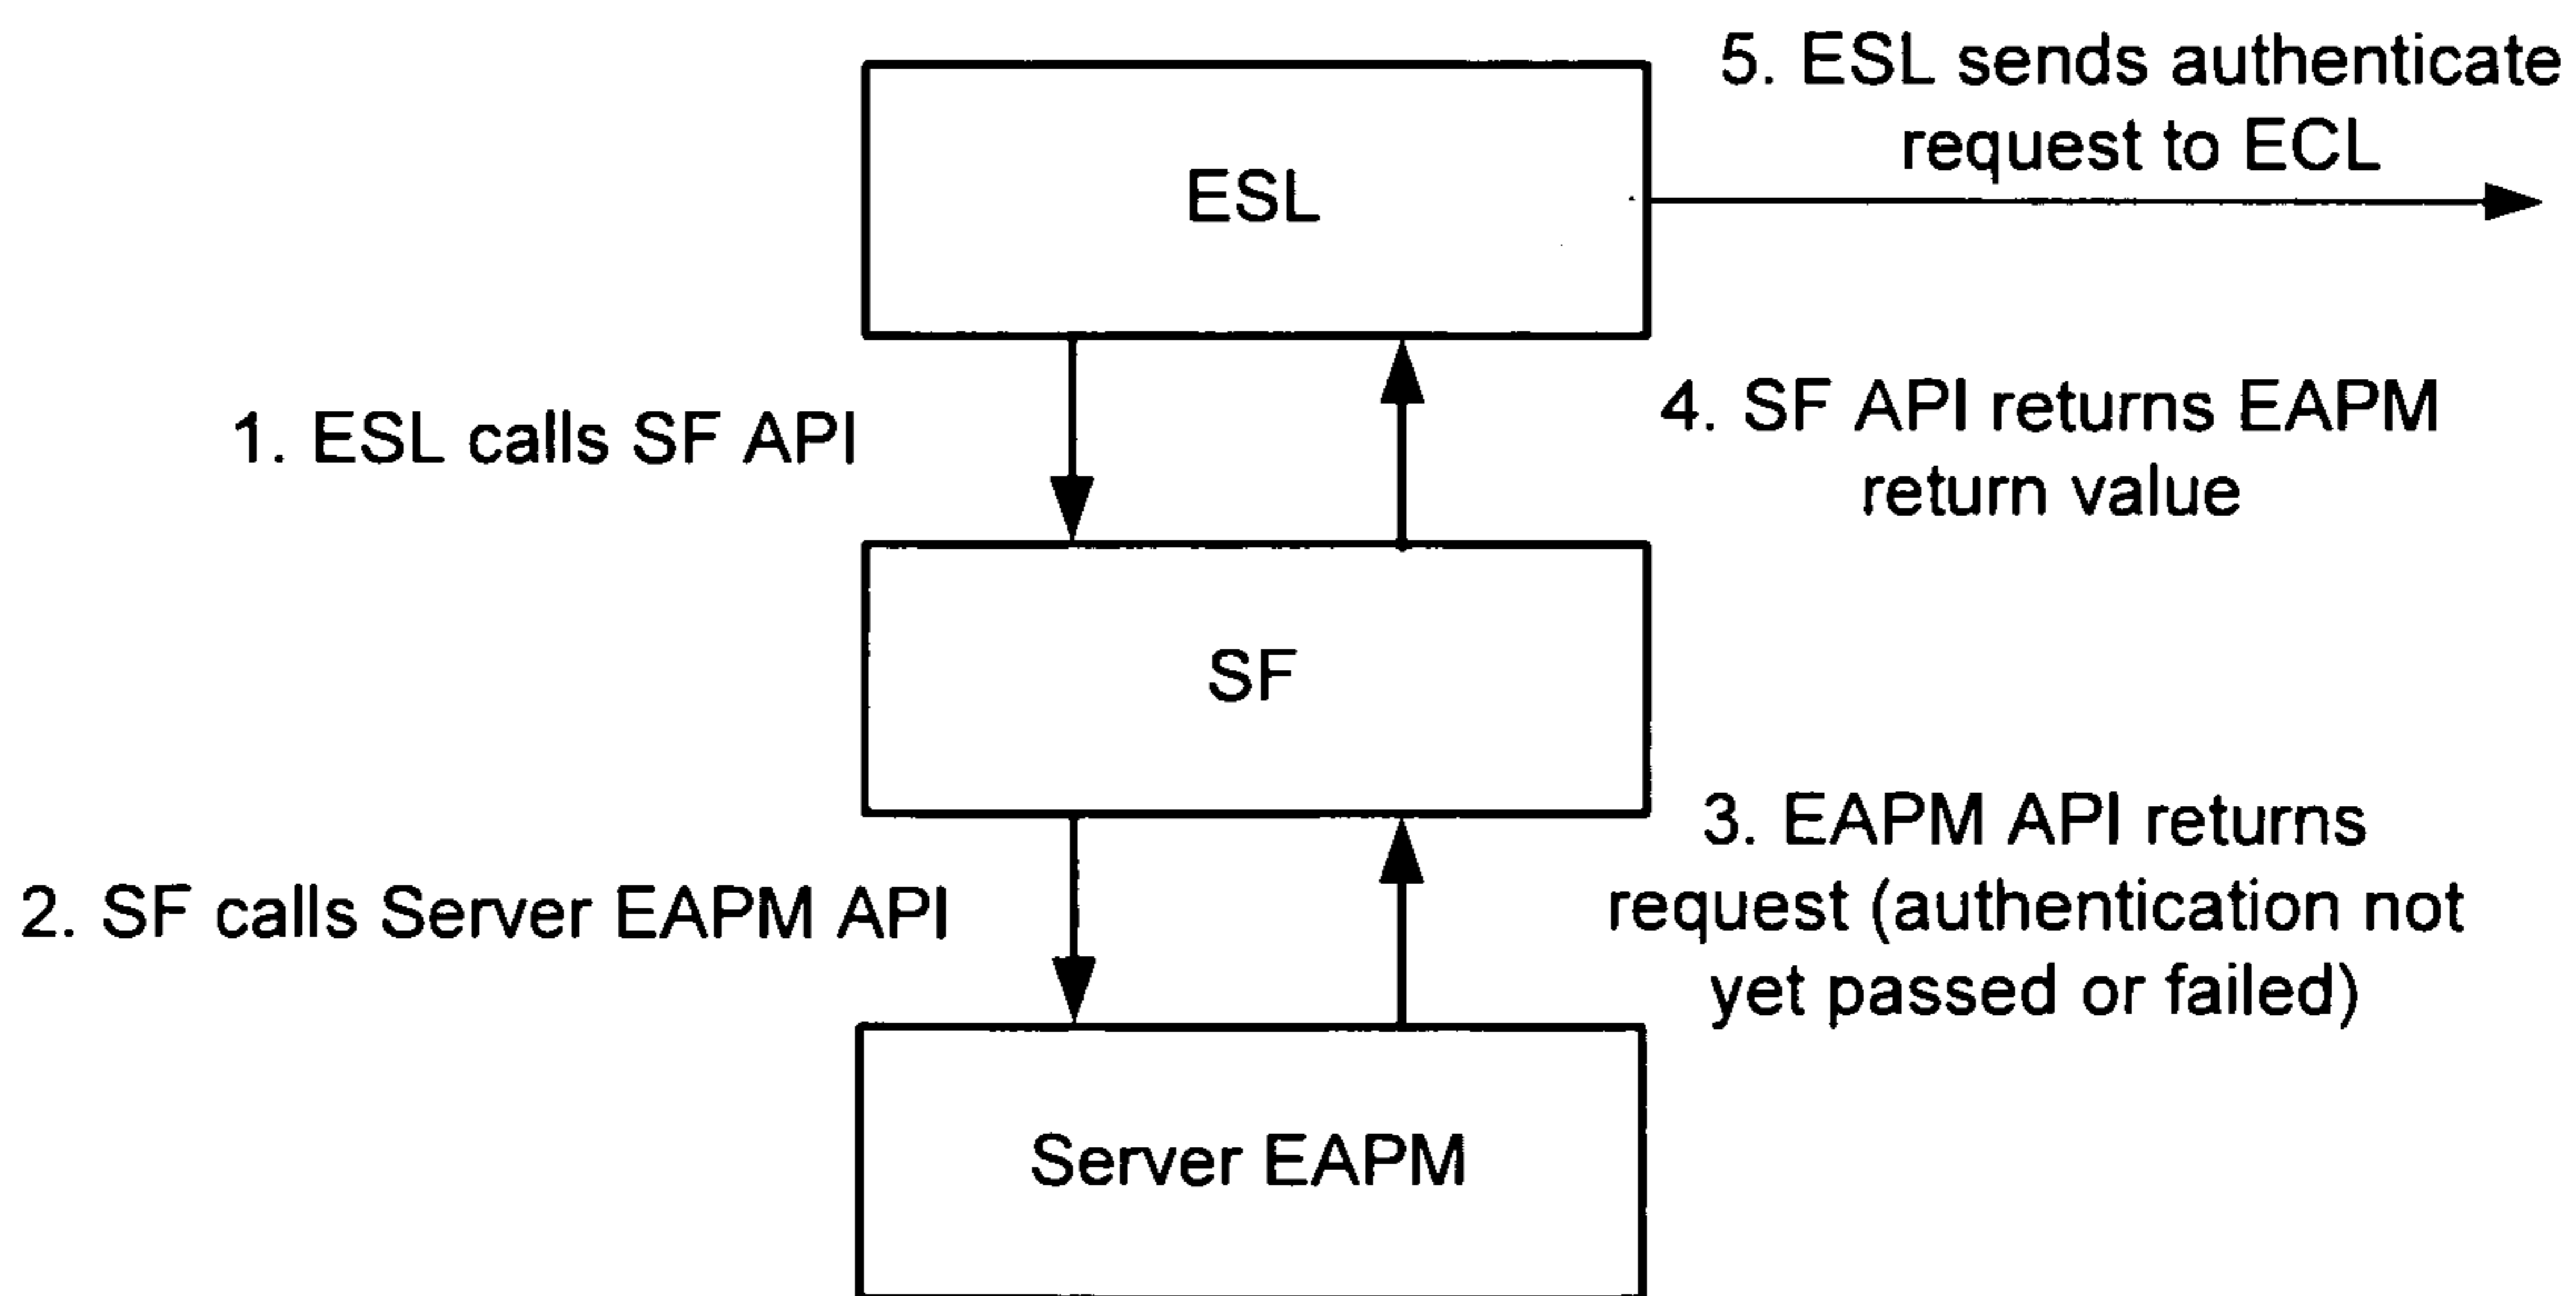 5. ESL sends authenticate
request to ECL
ESL
1. ESL calls SF API
4. SF API returns EAPM
return value
SF
2. SF calls Server EAPM API
3. EAPM API returns
request (authentication not
yet passed or failed)
Server EAPM